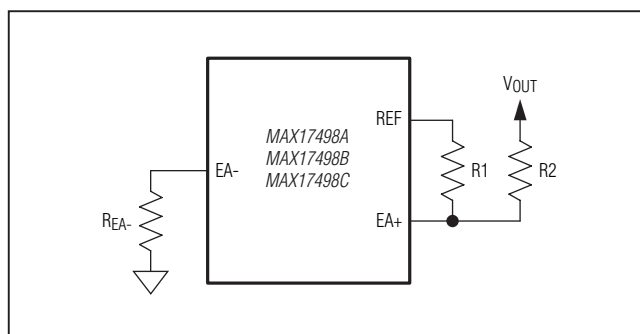 VOUT
REF
MAX17498A
MAX17498B
MAX17498C
EA-
R1
R2
REA-
EA+